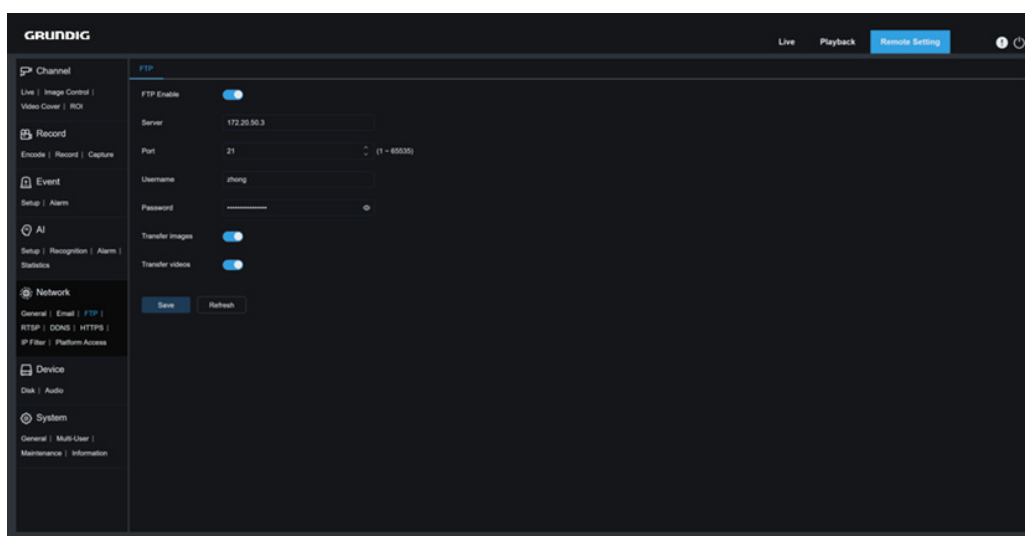 GRUNDIG
Live Playback Remote Setting
Channel
Live | Image Control |
Video Cover | ROI
Record
Encode | Record | Capture
Event
Setup | Alarm
AI
Setup | Recognition | Alarm |
Statistics
Network
General | Email | FTP |
RTSP | DDNS | HTTPS |
IP Filter | Platform Access
Device
Disk | Audio
System
General | Multi-User |
Maintenance | Information
FTP
FTP Enable
Server 172.20.50.3
Port 21 (1 ~ 65535)
Username zhong
Password
Transfer images
Transfer videos
Save Refresh